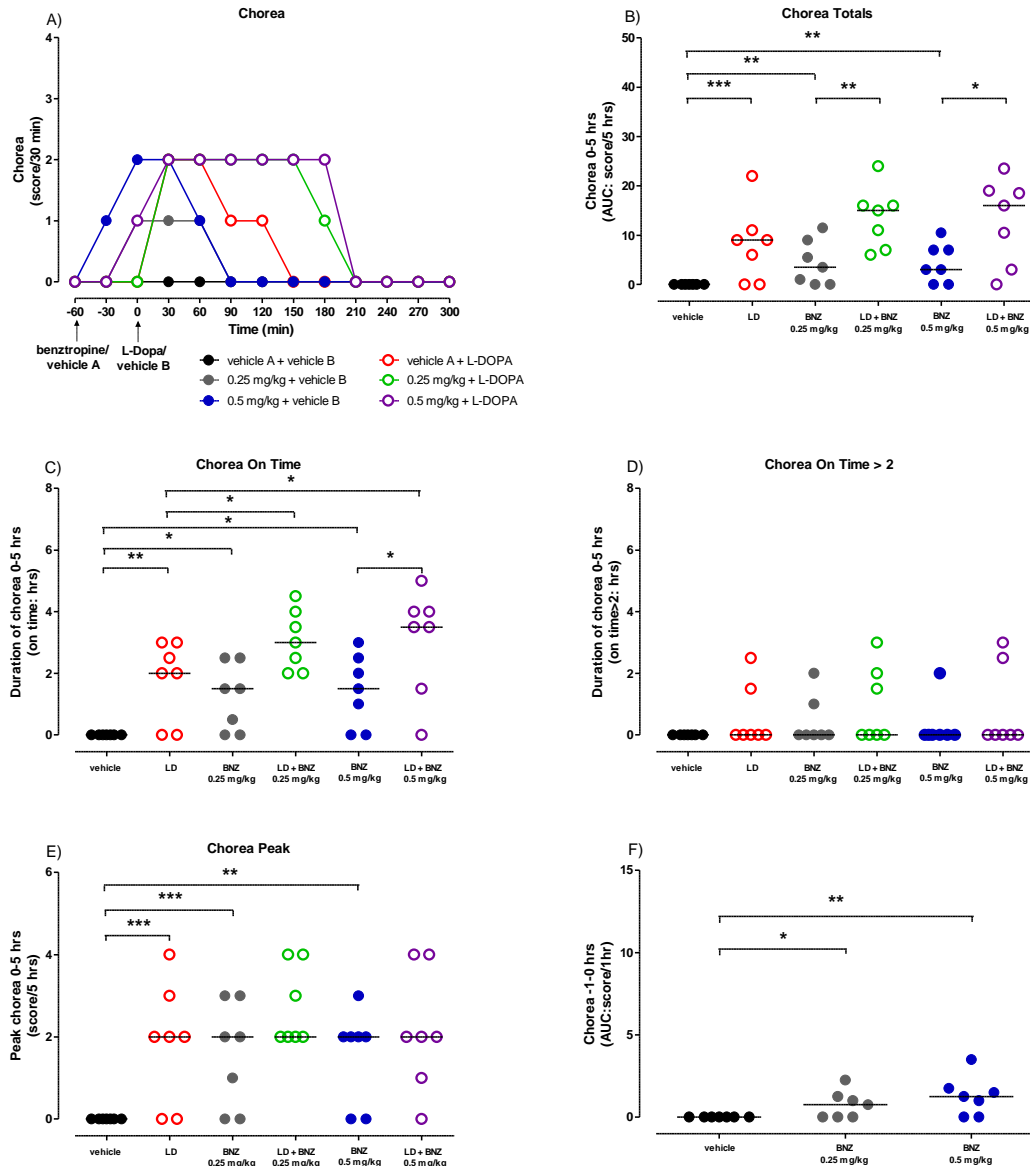 A)
Chorea
Chorea
(score/30 min)
4
3
2
1
0
-60 -30 0 30 60 90 120 150 180 210 240 270 300
Time (min)
benztropine/
vehicle A
L-Dopa/
vehicle B
vehicle A + vehicle B
0.25 mg/kg + vehicle B
0.5 mg/kg + vehicle B
vehicle A + L-DOPA
0.25 mg/kg + L-DOPA
0.5 mg/kg + L-DOPA
B)
Chorea Totals
Chorea 0-5 hrs
(AUC: score/5 hrs)
50
40
30
20
10
0
**
**
*** ** *
vehicle LD BNZ LD + BNZ BNZ LD + BNZ
0.25 mg/kg 0.25 mg/kg 0.5 mg/kg 0.5 mg/kg
C)
Chorea On Time
Duration of chorea 0-5 hrs
(on time: hrs)
8
6
4
2
0
*
*
*
*
** *
vehicle LD BNZ LD + BNZ BNZ LD + BNZ
0.25 mg/kg 0.25 mg/kg 0.5 mg/kg 0.5 mg/kg
D)
Chorea On Time > 2
Duration of chorea 0-5 hrs
(on time>2: hrs)
8
6
4
2
0
vehicle LD BNZ LD + BNZ BNZ LD + BNZ
0.25 mg/kg 0.25 mg/kg 0.5 mg/kg 0.5 mg/kg
E)
Chorea Peak
Peak chorea 0-5 hrs
(score/5 hrs)
6
4
2
0
**
***
***
vehicle LD BNZ LD + BNZ BNZ LD + BNZ
0.25 mg/kg 0.25 mg/kg 0.5 mg/kg 0.5 mg/kg
F)
Chorea -1-0 hrs
(AUC:score/1hr)
15
10
5
0
**
*
vehicle BNZ BNZ
0.25 mg/kg 0.5 mg/kg